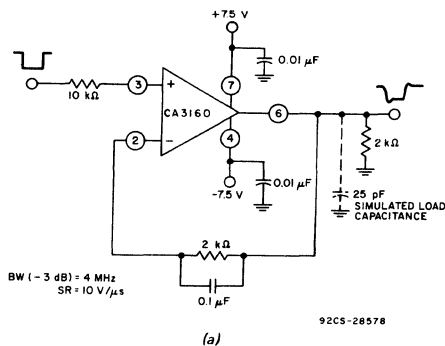 +7.5 V
0.01 µF
3
+
7
10 kΩ
CA3160
6
2
−
4
2 kΩ
0.01 µF
-7.5 V
25 pF
SIMULATED LOAD
CAPACITANCE
2 kΩ
BW (-3 dB) = 4 MHz
SR = 10 V/µs
0.1 µF
92CS-28578
(a)